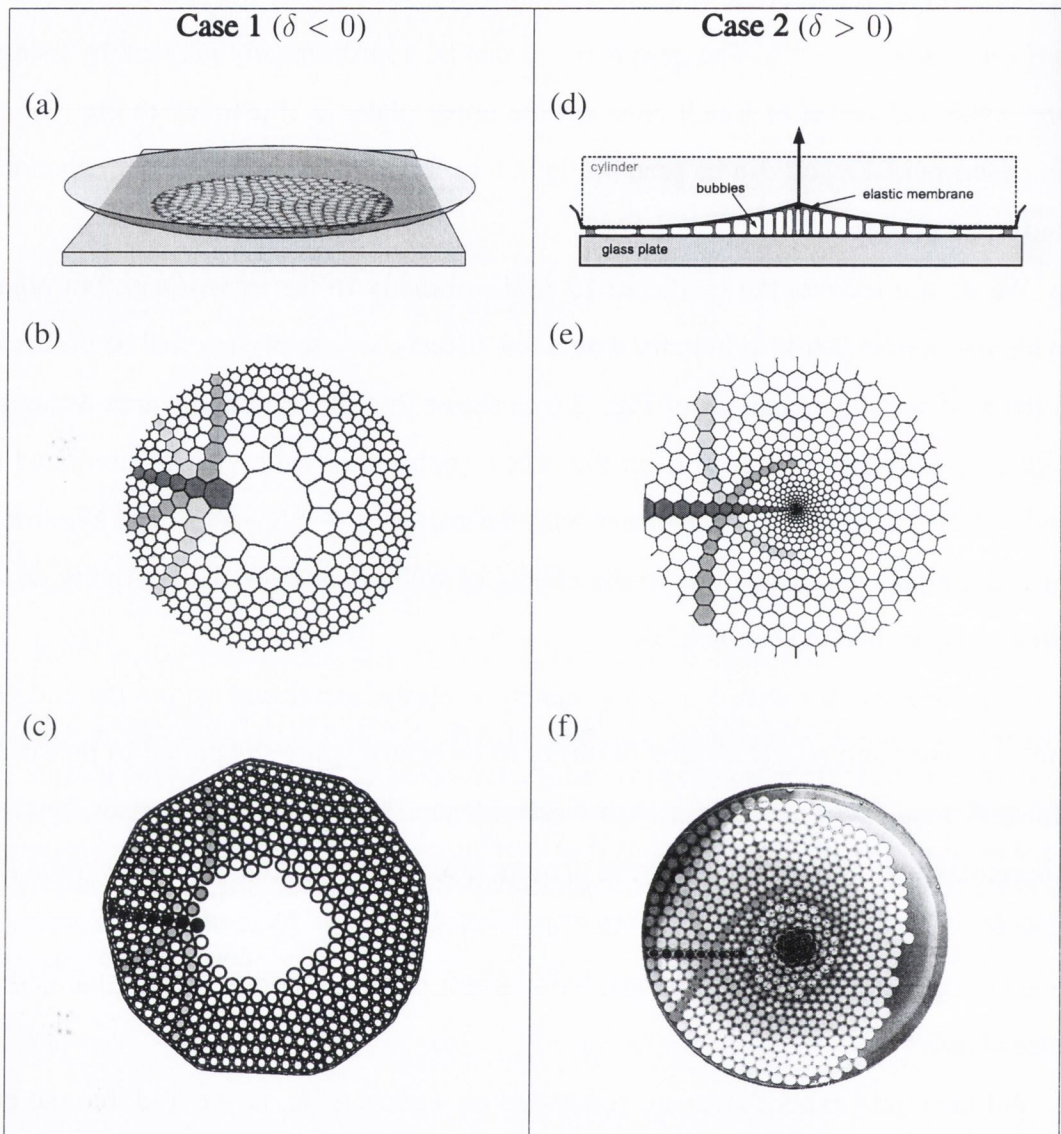 Case 1 (δ < 0)
Case 2 (δ > 0)
(a)
(d)
cylinder
bubbles
elastic membrane
glass plate
(b)
(e)
(c)
(f)